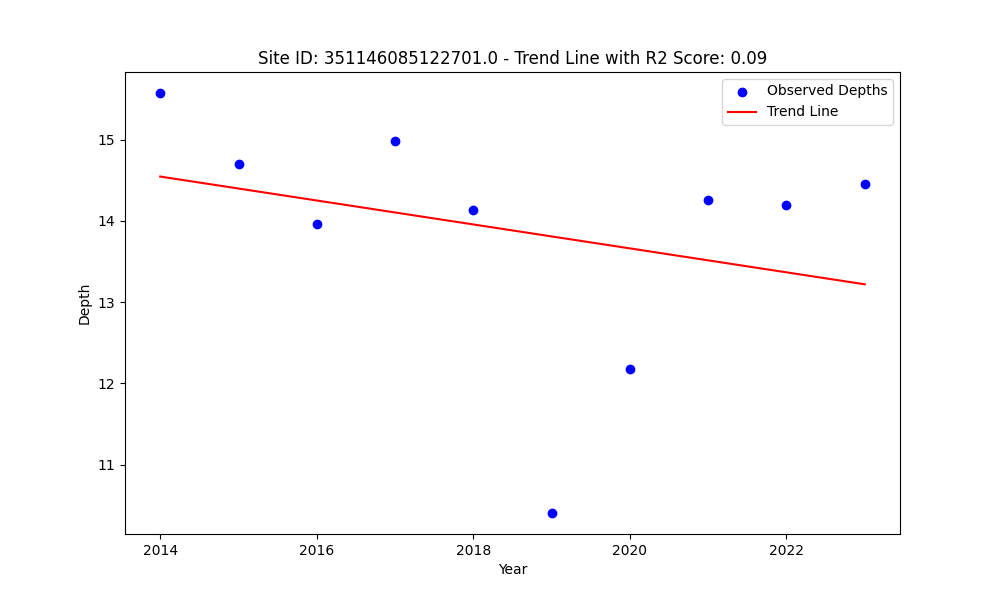 Site ID: 351146085122701.0 - Trend Line with R2 Score: 0.09
Observed Depths
Trend Line
15
14
13
12
11
Depth
2014
2016
2018
2020
2022
Year